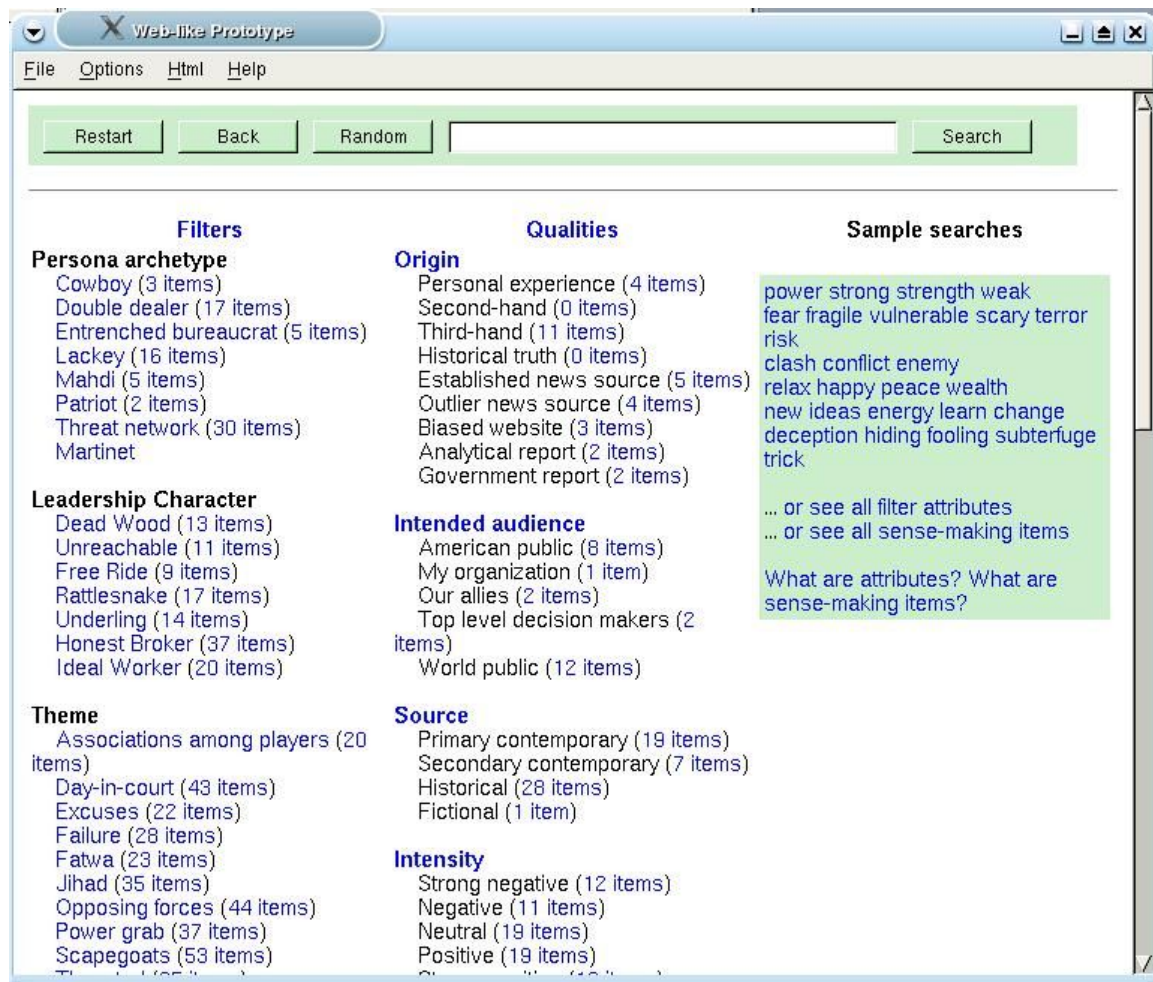 Web-like Prototype
File Options Html Help
Restart Back Random Search
Filters
Persona archetype
Cowboy (3 items)
Double dealer (17 items)
Entrenched bureaucrat (5 items)
Lackey (16 items)
Mahdi (5 items)
Patriot (2 items)
Threat network (30 items)
Martinet
Leadership Character
Dead Wood (13 items)
Unreachable (11 items)
Free Ride (9 items)
Rattlesnake (17 items)
Underling (14 items)
Honest Broker (37 items)
Ideal Worker (20 items)
Theme
Associations among players (20
items)
Day-in-court (43 items)
Excuses (22 items)
Failure (28 items)
Fatwa (23 items)
Jihad (35 items)
Opposing forces (44 items)
Power grab (37 items)
Scapegoats (53 items)
Qualities
Origin
Personal experience (4 items)
Second-hand (0 items)
Third-hand (11 items)
Historical truth (0 items)
Established news source (5 items)
Outlier news source (4 items)
Biased website (3 items)
Analytical report (2 items)
Government report (2 items)
Intended audience
American public (8 items)
My organization (1 item)
Our allies (2 items)
Top level decision makers (2
items)
World public (12 items)
Source
Primary contemporary (19 items)
Secondary contemporary (7 items)
Historical (28 items)
Fictional (1 item)
Intensity
Strong negative (12 items)
Negative (11 items)
Neutral (19 items)
Positive (19 items)
Sample searches
power strong strength weak
fear fragile vulnerable scary terror
risk
clash conflict enemy
relax happy peace wealth
new ideas energy learn change
deception hiding fooling subterfuge
trick
... or see all filter attributes
... or see all sense-making items
What are attributes? What are
sense-making items?